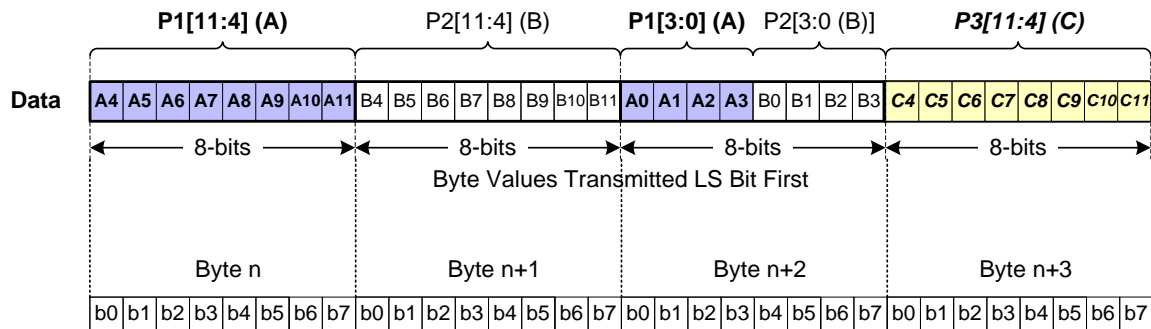 P1[11:4] (A) P2[11:4] (B) P1[3:0] (A) P2[3:0 (B)] P3[11:4] (C)
Data A4 A5 A6 A7 A8 A9 A10 A11 B4 B5 B6 B7 B8 B9 B10 B11 A0 A1 A2 A3 B0 B1 B2 B3 C4 C5 C6 C7 C8 C9 C10 C11
8-bits 8-bits 8-bits 8-bits
Byte Values Transmitted LS Bit First
Byte n Byte n+1 Byte n+2 Byte n+3
b0 b1 b2 b3 b4 b5 b6 b7 b0 b1 b2 b3 b4 b5 b6 b7 b0 b1 b2 b3 b4 b5 b6 b7 b0 b1 b2 b3 b4 b5 b6 b7